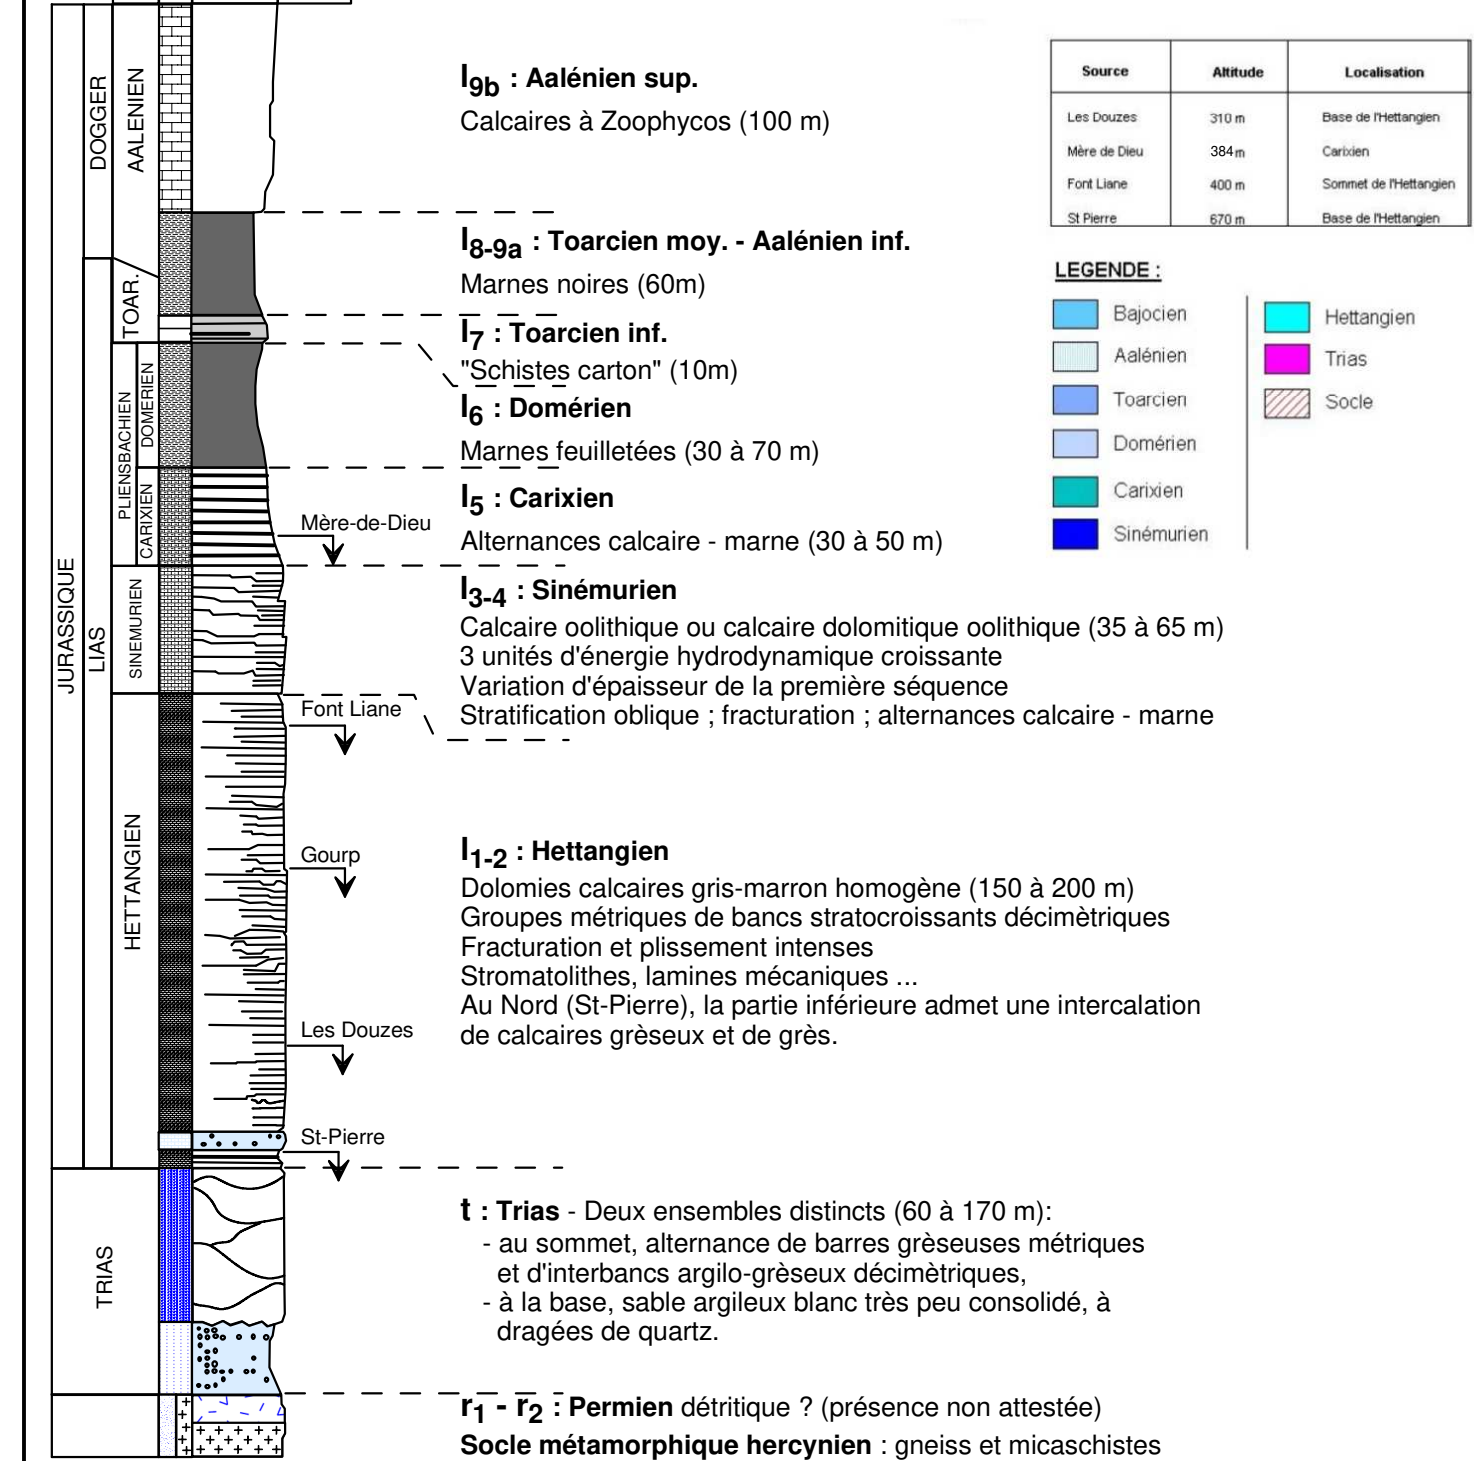 l9b : Aalénien sup.
Calcaires à Zoophycos (100 m)
l8-9a : Toarcien moy. - Aalénien inf.
Marnes noires (60m)
l7 : Toarcien inf.
"Schistes carton" (10m)
l6 : Domérien
Marnes feuilletées (30 à 70 m)
l5 : Carixien
Alternances calcaire - marne (30 à 50 m)
l3-4 : Sinémurien
Calcaire oolithique ou calcaire dolomitique oolithique (35 à 65 m)
3 unités d'énergie hydrodynamique croissante
Variation d'épaisseur de la première séquence
Stratification oblique ; fracturation ; alternances calcaire - marne
l1-2 : Hettangien
Dolomies calcaires gris-marron homogène (150 à 200 m)
Groupes métriques de bancs stratocroissants décimètriques
Fracturation et plissement intenses
Stromatolithes, lamines mécaniques ...
Au Nord (St-Pierre), la partie inférieure admet une intercalation
de calcaires grèseux et de grès.
t : Trias - Deux ensembles distincts (60 à 170 m):
- au sommet, alternance de barres grèseuses métriques
et d'interbancs argilo-grèseux décimètriques,
- à la base, sable argileux blanc très peu consolidé, à
dragées de quartz.
r1 - r2 : Permien détritique ? (présence non attestée)
Socle métamorphique hercynien : gneiss et micaschistes
JURASSIQUE
DOGGER
LIAS
AALENIEN
TOAR.
PLIENSBACHIEN
DOMERIEN
CARIXIEN
SINEMURIEN
HETTANGIEN
TRIAS
Mère-de-Dieu
Font Liane
Gourp
Les Douzes
St-Pierre
Source Altitude Localisation
Les Douzes 310 m Base de l'Hettangien
Mère de Dieu 384 m Carixien
Font Liane 400 m Sommet de l'Hettangien
St Pierre 670 m Base de l'Hettangien
LEGENDE :
Bajocien
Aalénien
Toarcien
Domérien
Carixien
Sinémurien
Hettangien
Trias
Socle